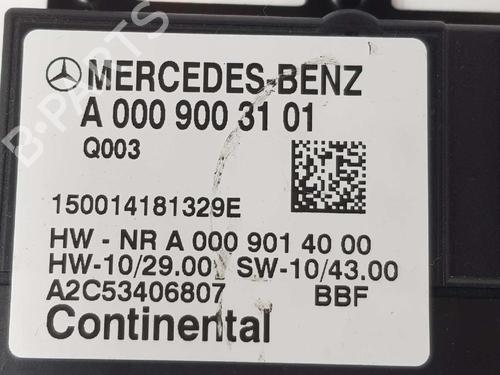 MERCEDES-BENZ
A 000 900 31 01
Q003
150014181329E
HW - NR A 000 901 40 00
HW-10/29.00 SW-10/43.00
A2C53406807 BBF
Continental
B-PARTS